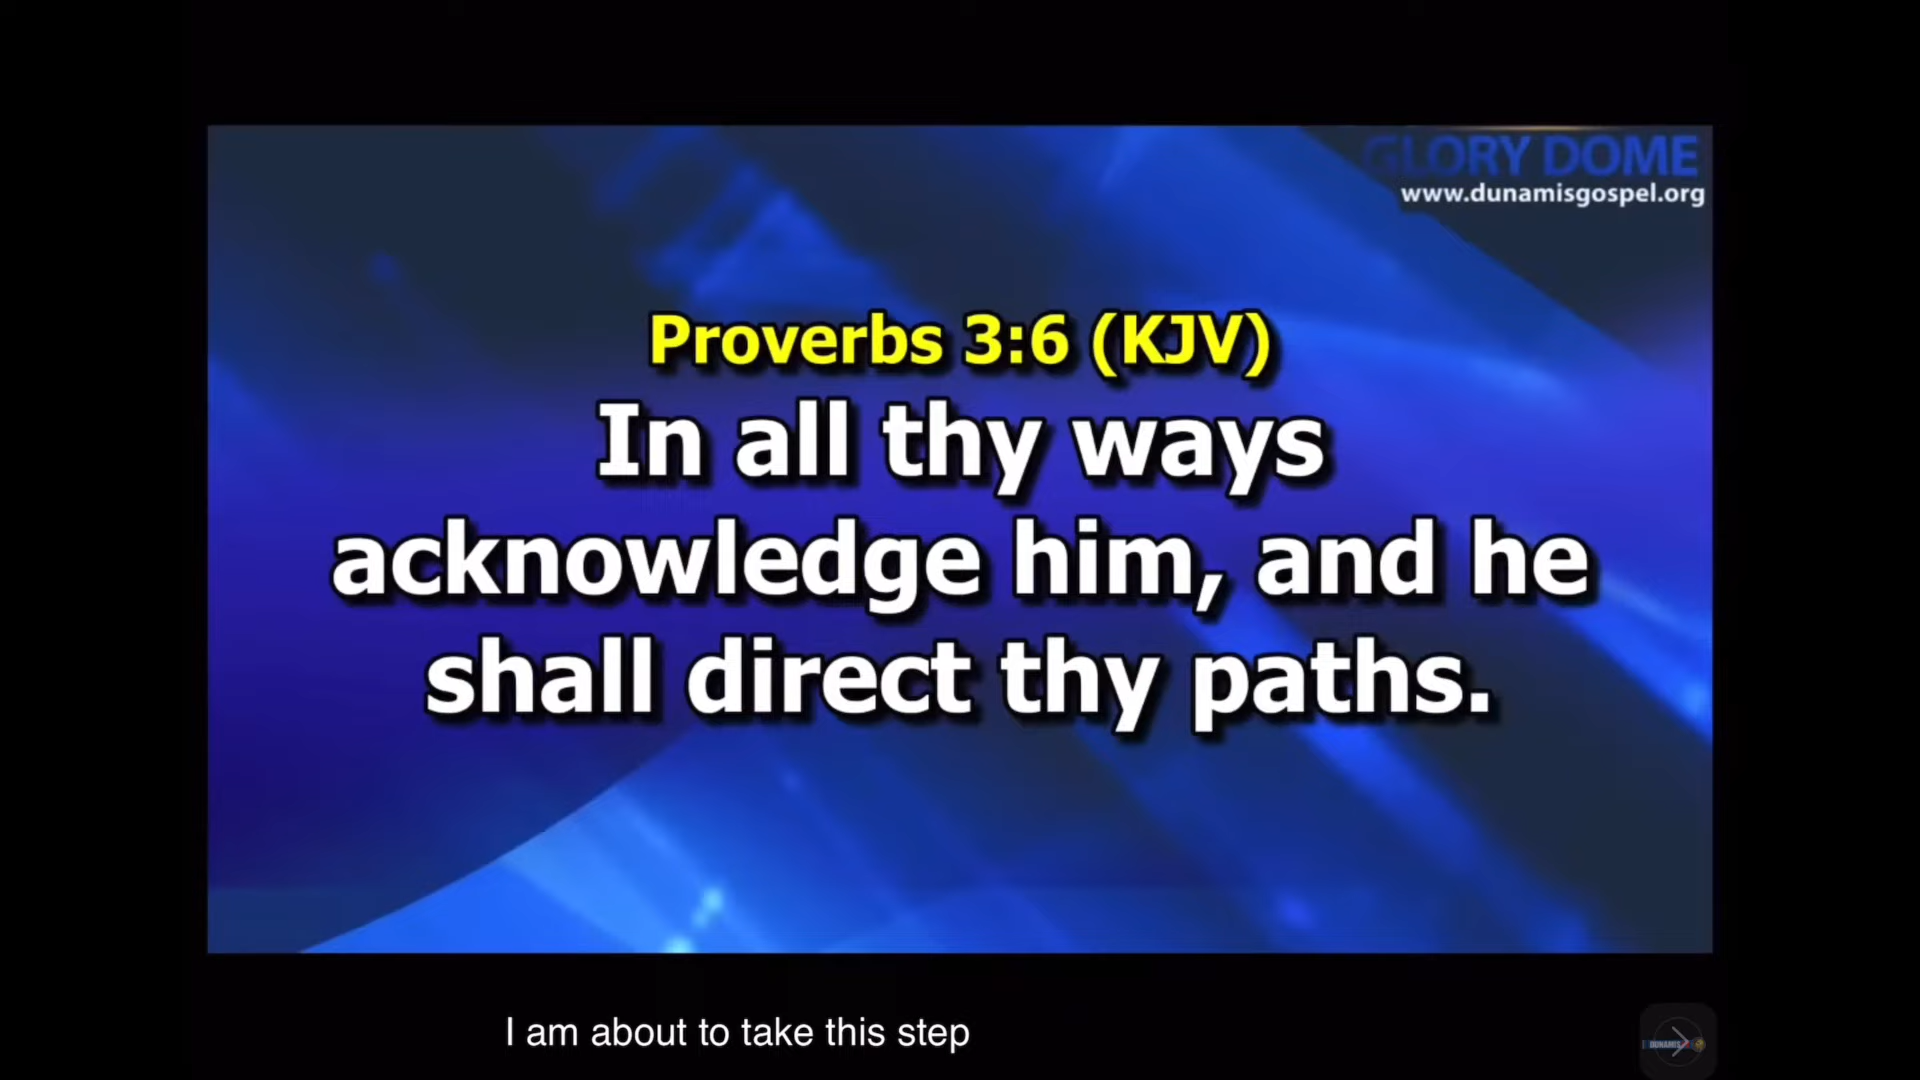 GLORY DOME
www.dunamisgospel.org
Proverbs 3:6 (KJV)
In all thy ways
acknowledge him, and he
shall direct thy paths.
I am about to take this step
DUNAMIS